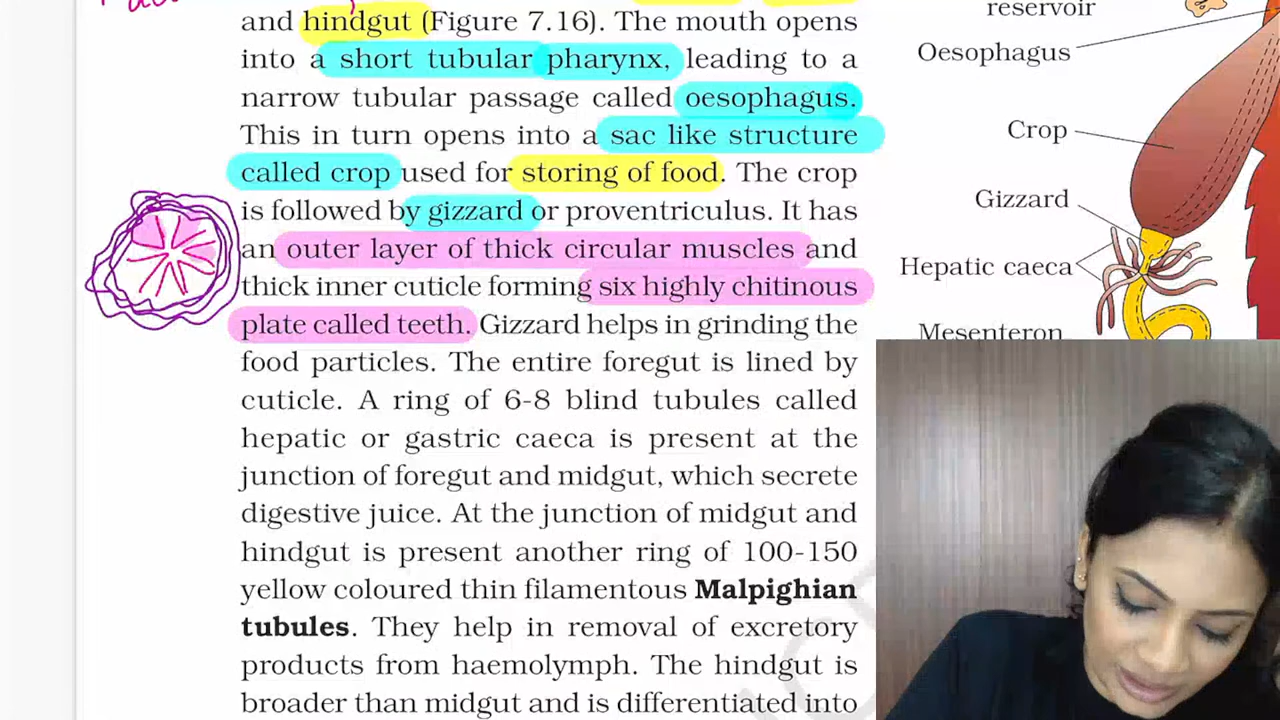 and hindgut (Figure 7.16). The mouth opens
into a short tubular pharynx, leading to a
narrow tubular passage called oesophagus.
This in turn opens into a sac like structure
called crop used for storing of food. The crop
is followed by gizzard or proventriculus. It has
an outer layer of thick circular muscles and
thick inner cuticle forming six highly chitinous
plate called teeth. Gizzard helps in grinding the
food particles. The entire foregut is lined by
cuticle. A ring of 6-8 blind tubules called
hepatic or gastric caeca is present at the
junction of foregut and midgut, which secrete
digestive juice. At the junction of midgut and
hindgut is present another ring of 100-150
yellow coloured thin filamentous Malpighian
tubules. They help in removal of excretory
products from haemolymph. The hindgut is
broader than midgut and is differentiated into
reservoir
Oesophagus
Crop
Gizzard
Hepatic caeca
Mesenteron